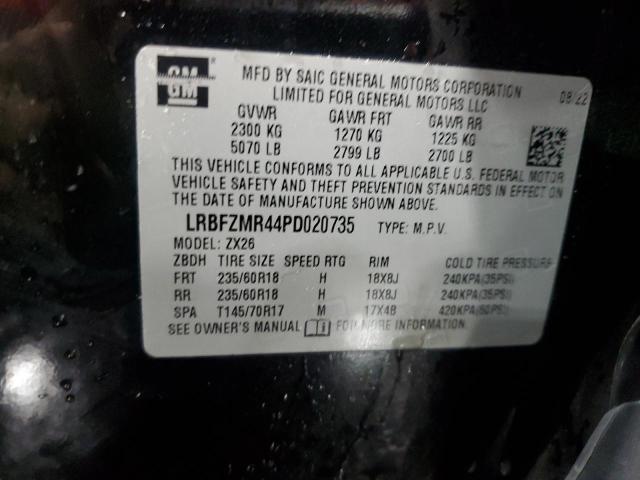 GM
MFD BY SAIC GENERAL MOTORS CORPORATION
LIMITED FOR GENERAL MOTORS LLC
08/22
GVWR GAWR FRT GAWR RR
2300 KG 1270 KG 1225 KG
5070 LB 2799 LB 2700 LB
THIS VEHICLE CONFORMS TO ALL APPLICABLE U.S. FEDERAL MOTOR
VEHICLE SAFETY AND THEFT PREVENTION STANDARDS IN EFFECT ON
THE DATE OF MANUFACTURE SHOWN ABOVE.
LRBFZMR44PD020735 TYPE: M.P.V.
MODEL: ZX26
ZBDH TIRE SIZE SPEED RTG RIM COLD TIRE PRESSURE
FRT 235/60R18 H 18X8J 240KPA(35PSI)
RR 235/60R18 H 18X8J 240KPA(35PSI)
SPA T145/70R17 M 17X4B 420KPA(60PSI)
SEE OWNER'S MANUAL FOR MORE INFORMATION